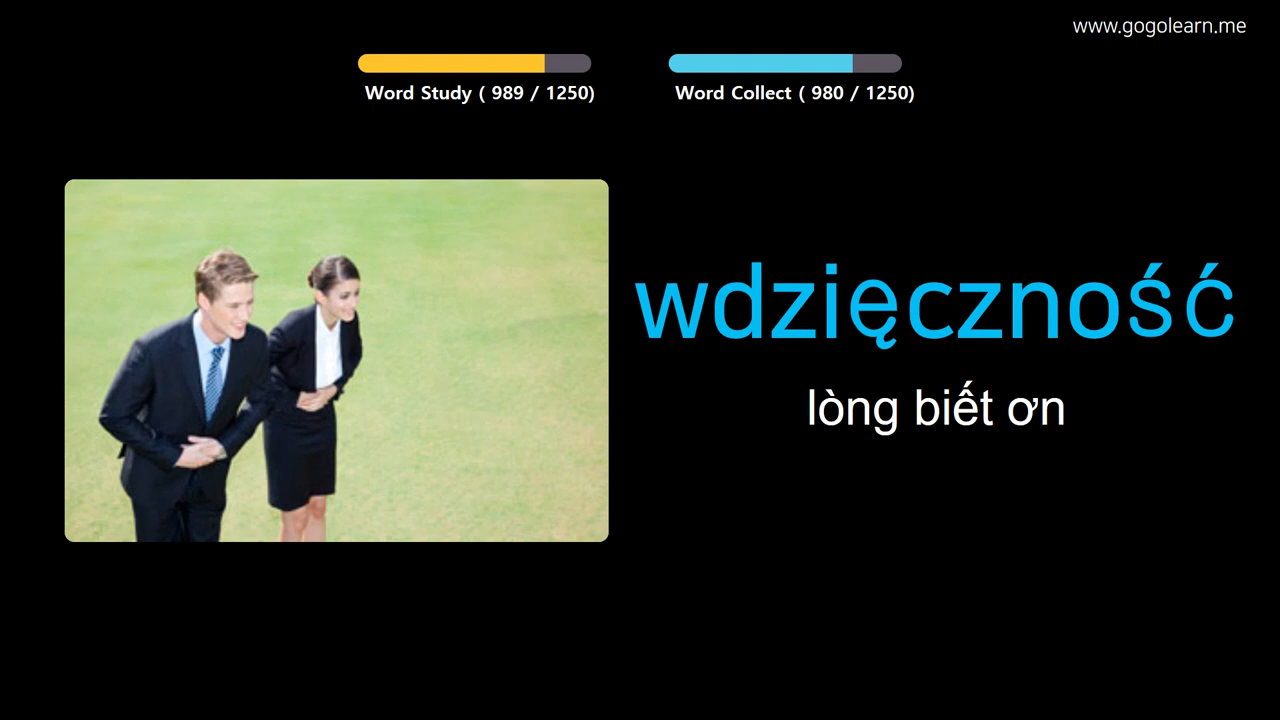 www.gogolearn.me
Word Study ( 989 / 1250)
Word Collect ( 980 / 1250)
wdzięczność
lòng biết ơn